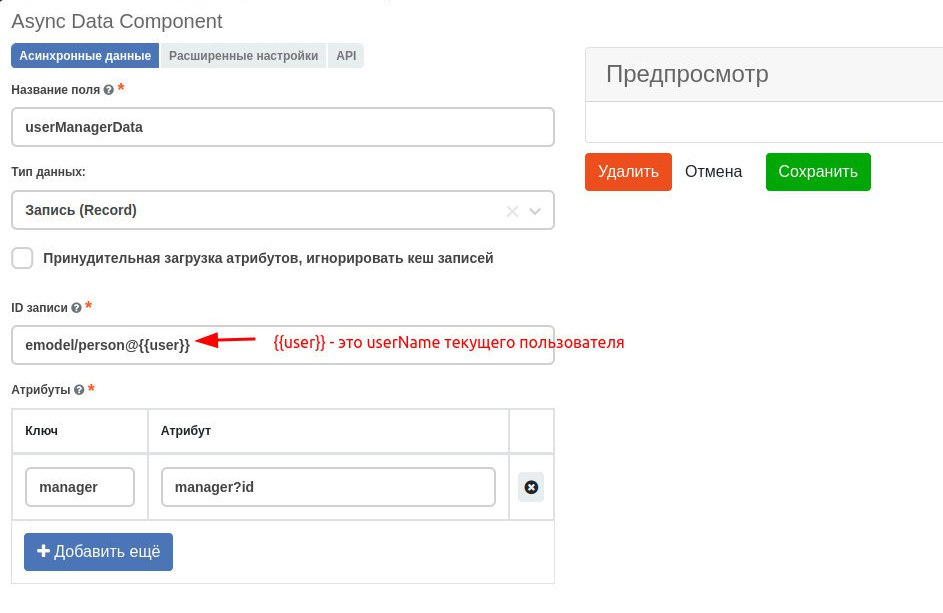 Async Data Component
Асинхронные данные Расширенные настройки API
Название поля *
userManagerData
Тип данных:
Запись (Record)
Принудительная загрузка атрибутов, игнорировать кеш записей
ID записи *
emodel/person@{{user}} {{user}} - это userName текущего пользователя
Атрибуты *
Ключ Атрибут
manager manager?id
Добавить ещё
Предпросмотр
Удалить Отмена Сохранить